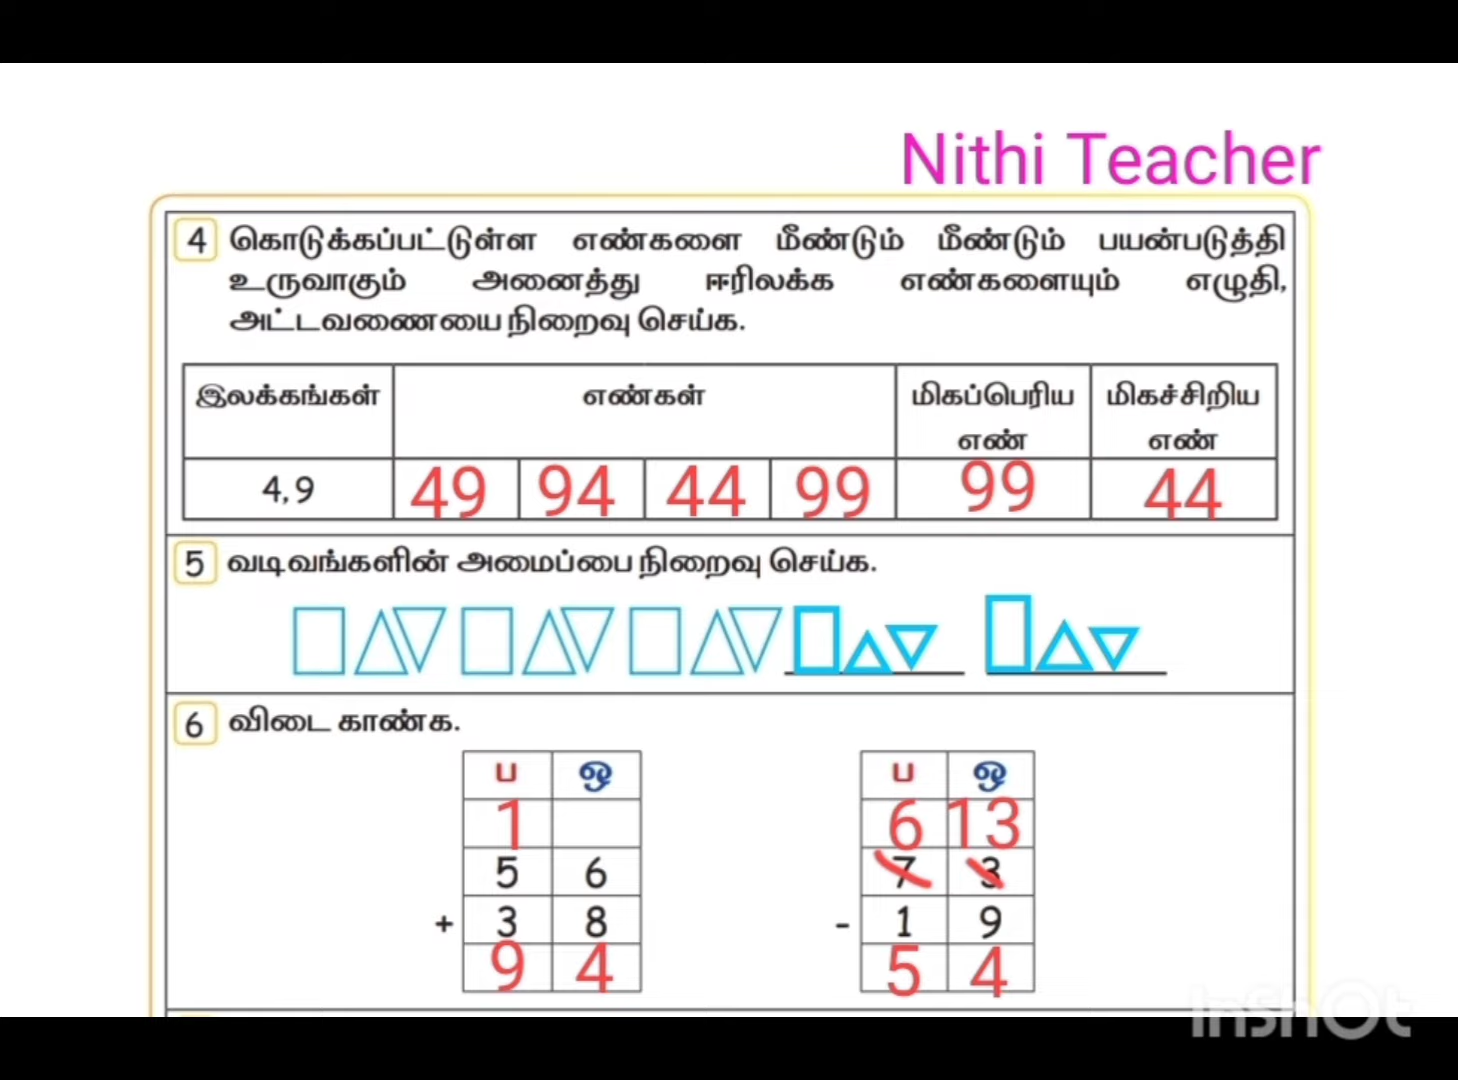 Nithi Teacher
4 கொடுக்கப்பட்டுள்ள எண்களை மீண்டும் மீண்டும் பயன்படுத்தி
உருவாகும் அனைத்து ஈரிலக்க எண்களையும் எழுதி,
அட்டவணையை நிறைவு செய்க.
இலக்கங்கள் எண்கள் மிகப்பெரிய எண் மிகச்சிறிய எண்
4,9 49 94 44 99 99 44
5 வடிவங்களின் அமைப்பை நிறைவு செய்க.
6 விடை காண்க.
ப ஒ ப ஒ
1 6 13
5 6 7 3
+ 3 8 - 1 9
9 4 5 4
InShOt